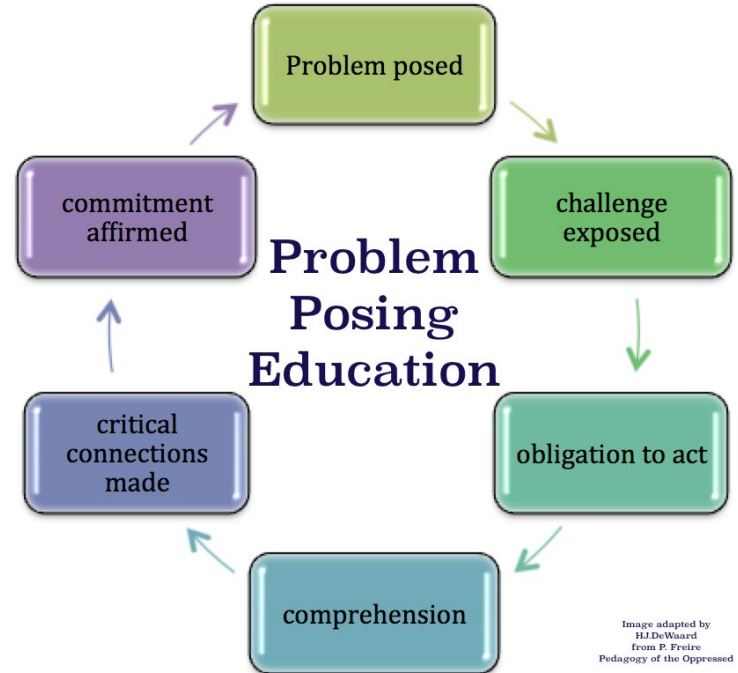 Problem posed
challenge
exposed
obligation to act
comprehension
critical
connections
made
commitment
affirmed
Problem
Posing
Education
Image adapted by
HJ.DeWaard
from P. Freire
Pedagogy of the Oppressed